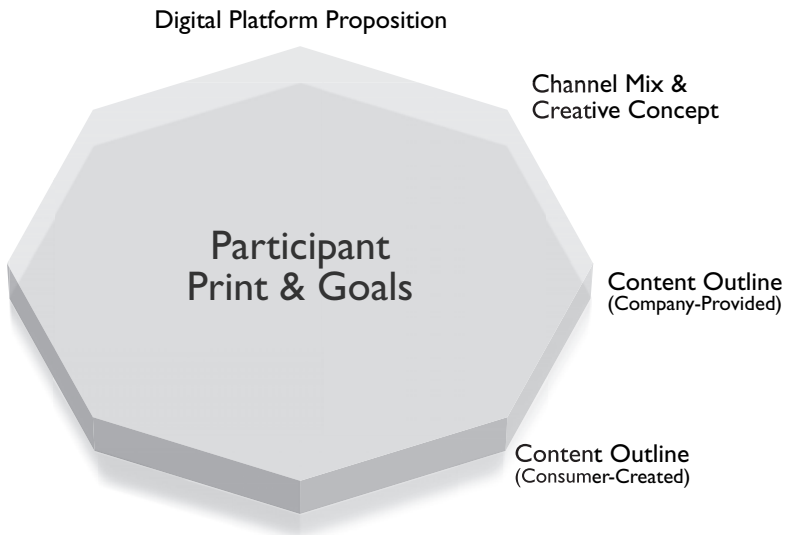 Digital Platform Proposition
Channel Mix &
Creative Concept
Participant
Print & Goals
Content Outline
(Company-Provided)
Content Outline
(Consumer-Created)